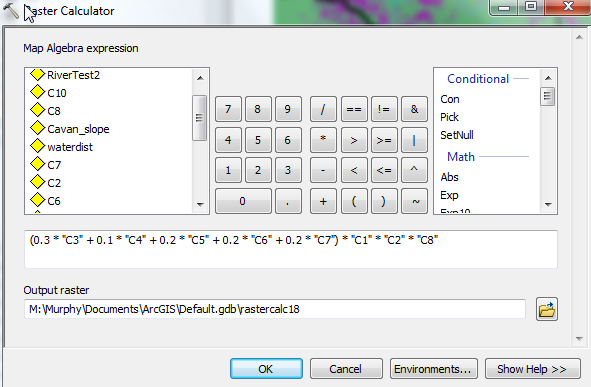 Raster Calculator
Map Algebra expression
RiverTest2
C10
C8
Cavan_slope
waterdist
C7
C2
C6
7 8 9 / == != &
4 5 6 * > >= |
1 2 3 - < <= ^
0 . + ( ) ~
Conditional
Con
Pick
SetNull
Math
Abs
Exp
Exp10
(0.3 * "C3" + 0.1 * "C4" + 0.2 * "C5" + 0.2 * "C6" + 0.2 * "C7") * "C1" * "C2" * "C8"
Output raster
M:\Murphy\Documents\ArcGIS\Default.gdb\rastercalc18
OK Cancel Environments... Show Help >>